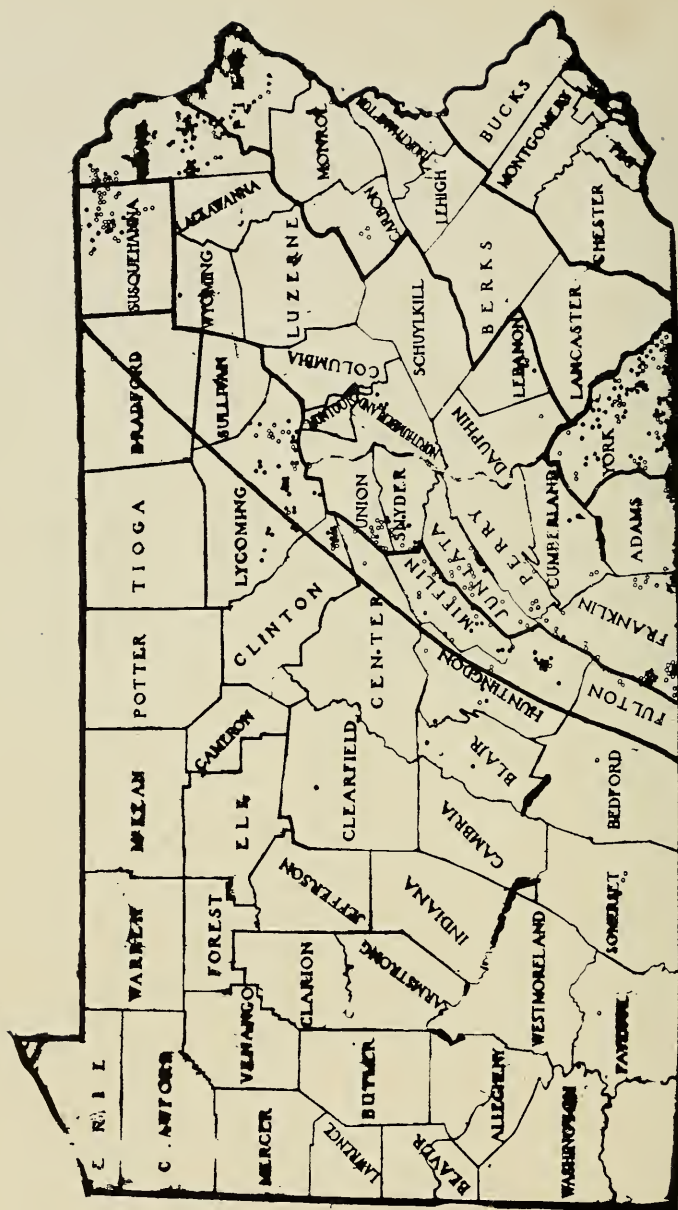 SUSQUEHANNA
BRADFORD
TIOGA
POTTER
McKEAN
WARREN
ERIE
CRAWFORD
LACKAWANNA
WYOMING
SULLIVAN
LYCOMING
CLINTON
CAMERON
ELK
FOREST
VENANGO
MERCER
PIKE
MONROE
LUZERNE
COLUMBIA
CARBON
NORTHAMPTON
LEHIGH
SCHUYLKILL
NORTHUMBERLAND
UNION
SNYDER
CENTER
CLEARFIELD
JEFFERSON
CLARION
ARMSTRONG
BUTLER
LAWRENCE
BEAVER
BUCKS
MONTGOMERY
BERKS
LEBANON
DAUPHIN
PERRY
JUNIATA
MIFFLIN
HUNTINGDON
BLAIR
CAMBRIA
INDIANA
WESTMORELAND
ALLEGHENY
CHESTER
LANCASTER
YORK
CUMBERLAND
ADAMS
FRANKLIN
FULTON
BEDFORD
SOMERSET
FAYETTE
WASHINGTON